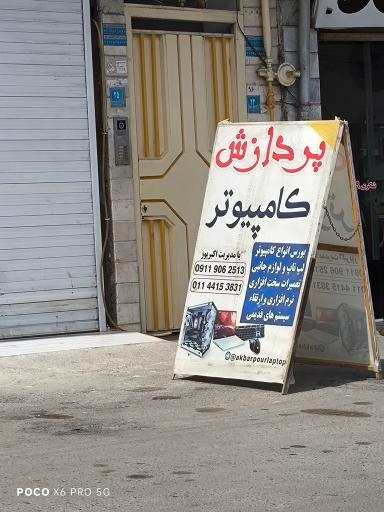 پردازش
کامپیوتر
با مدیریت اکبرپور
0911 906 2513
011 4415 3831
بورس انواع کامپیوتر
لپ تاپ و لوازم جانبی
تعمیرات سخت افزاری
نرم افزاری و ارتقاء
سیستم های قدیمی
@akbarpourlaptop
POCO X6 PRO 5G